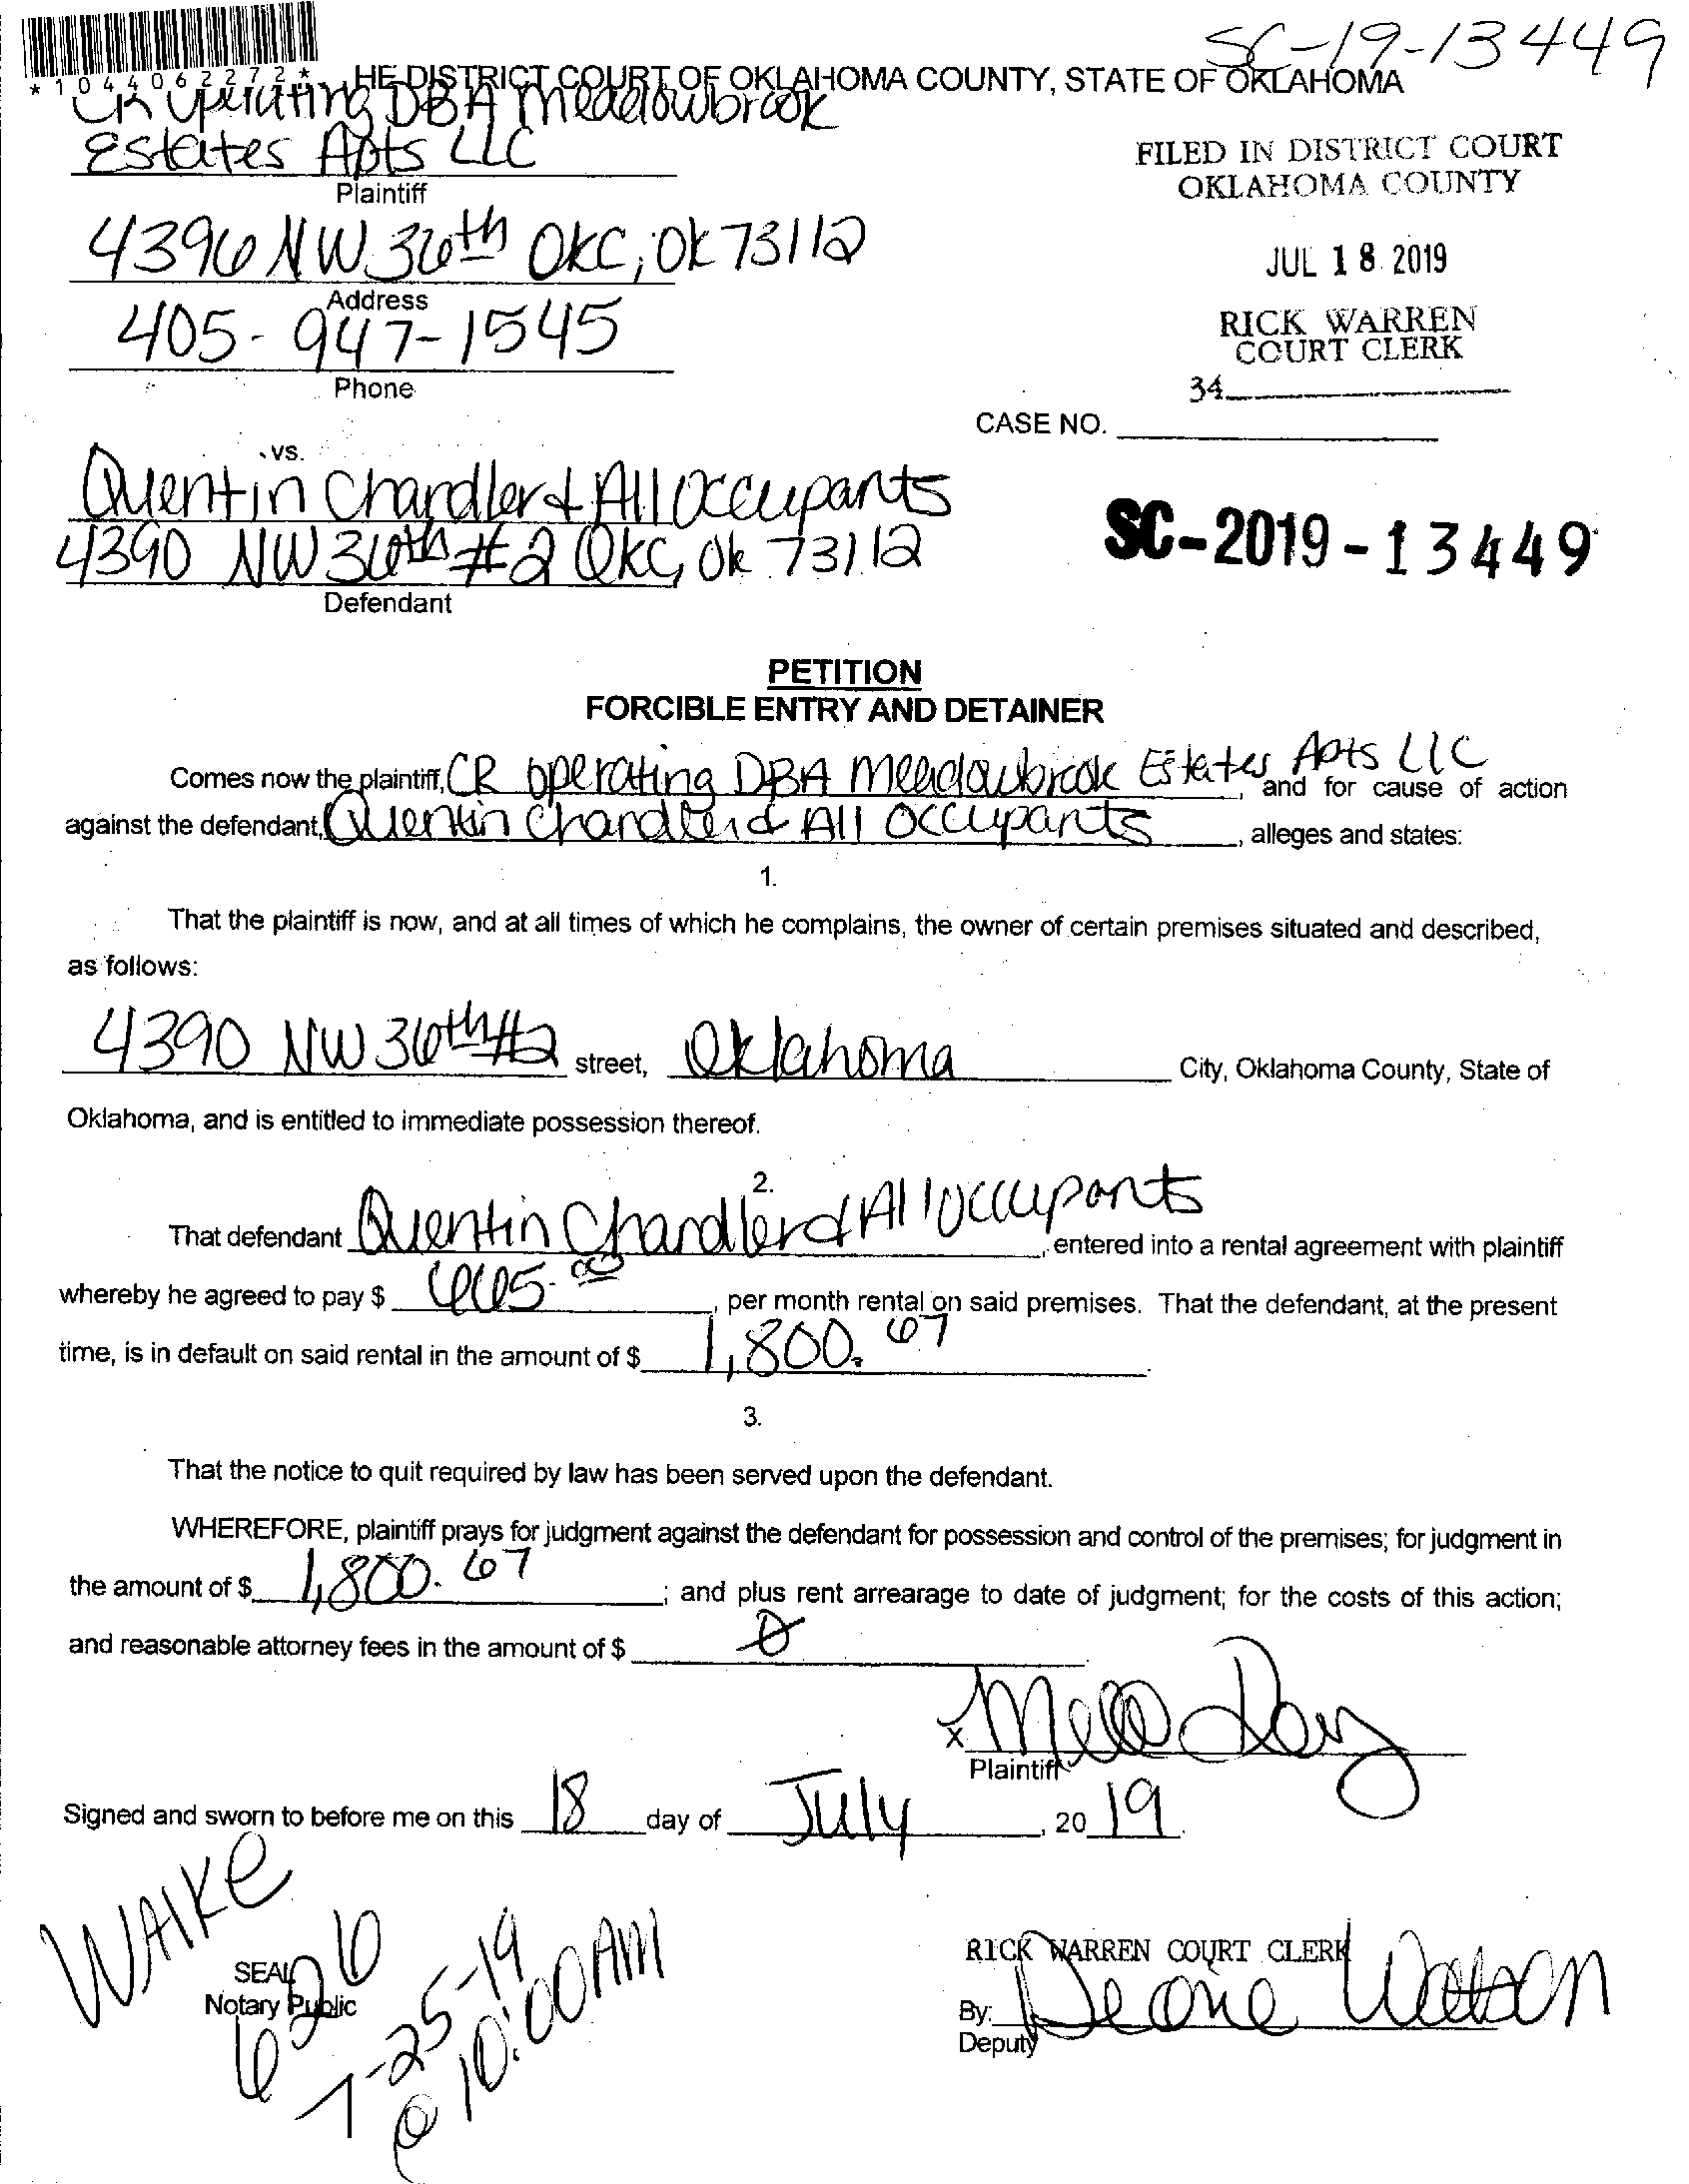 SC-19-13449
*1044062272*
HE DISTRICT COURT OF OKLAHOMA COUNTY, STATE OF OKLAHOMA
CR Operating DBA Meadowbrook
Estates Apts LLC
Plaintiff
FILED IN DISTRICT COURT
OKLAHOMA COUNTY
4396 NW 36th OKC, OK 73112
Address
JUL 18 2019
405-947-1545
Phone
RICK WARREN
COURT CLERK
34
CASE NO.
vs.
Quentin Chandler & All Occupants
4390 NW 36th #2 OKC, Ok 73112
Defendant
SC-2019-13449
PETITION
FORCIBLE ENTRY AND DETAINER
Comes now the plaintiff, CR Operating DBA Meadowbrook Estates Apts LLC, and for cause of action
against the defendant, Quentin Chandler & All Occupants, alleges and states:
1.
That the plaintiff is now, and at all times of which he complains, the owner of certain premises situated and described,
as follows:
4390 NW 36th #2 street, Oklahoma City, Oklahoma County, State of
Oklahoma, and is entitled to immediate possession thereof.
2.
That defendant Quentin Chandler & All Occupants, entered into a rental agreement with plaintiff
whereby he agreed to pay $ 665.00, per month rental on said premises. That the defendant, at the present
time, is in default on said rental in the amount of $ 1,800.67.
3.
That the notice to quit required by law has been served upon the defendant.
WHEREFORE, plaintiff prays for judgment against the defendant for possession and control of the premises; for judgment in
the amount of $ 1,800.67; and plus rent arrearage to date of judgment; for the costs of this action;
and reasonable attorney fees in the amount of $ 0.
X
Plaintiff
Signed and sworn to before me on this 18 day of July, 2019.
WAIKE
626
SEAL
Notary Public
7-25-19
@ 10:00 AM
RICK WARREN COURT CLERK
By: Watson
Deputy